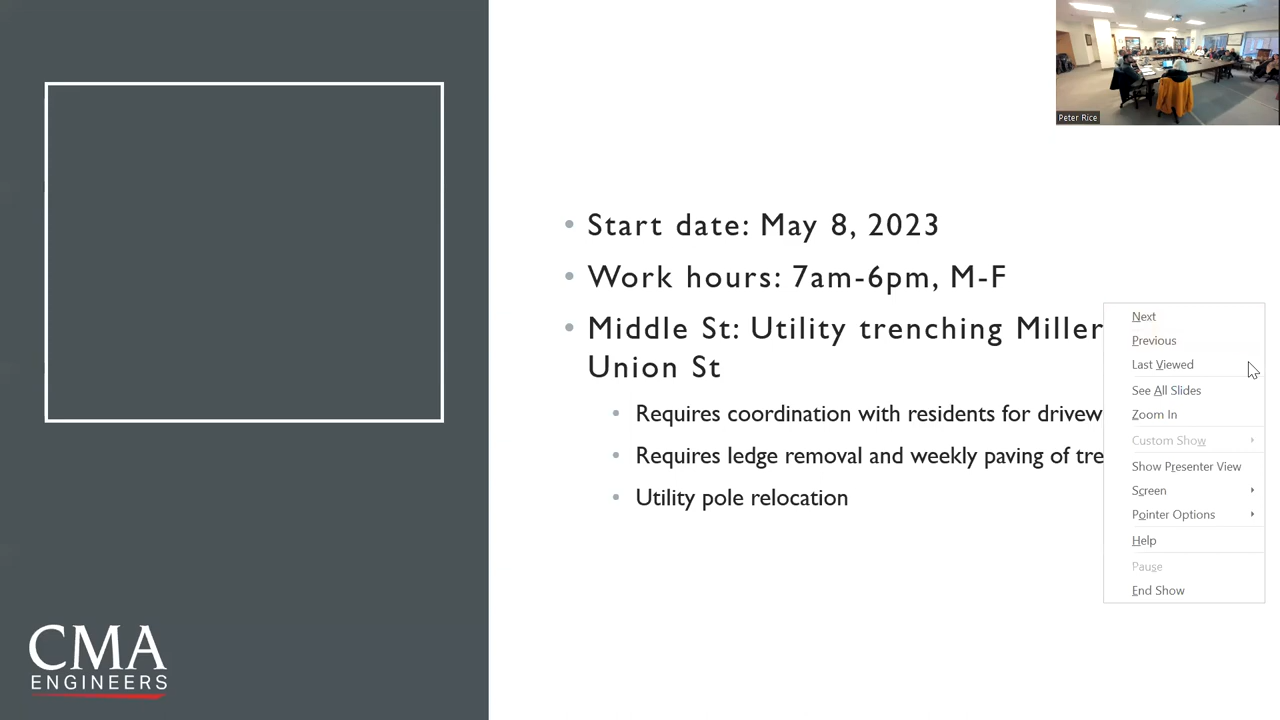 Peter Rice
Start date: May 8, 2023
Work hours: 7am-6pm, M-F
Middle St: Utility trenching Miller
Union St
Requires coordination with residents for
Requires ledge removal and weekly paving of
Utility pole relocation
Next
Previous
Last Viewed
See All Slides
Zoom In
Custom Show
Show Presenter View
Screen
Pointer Options
Help
Pause
End Show
CMA
ENGINEERS